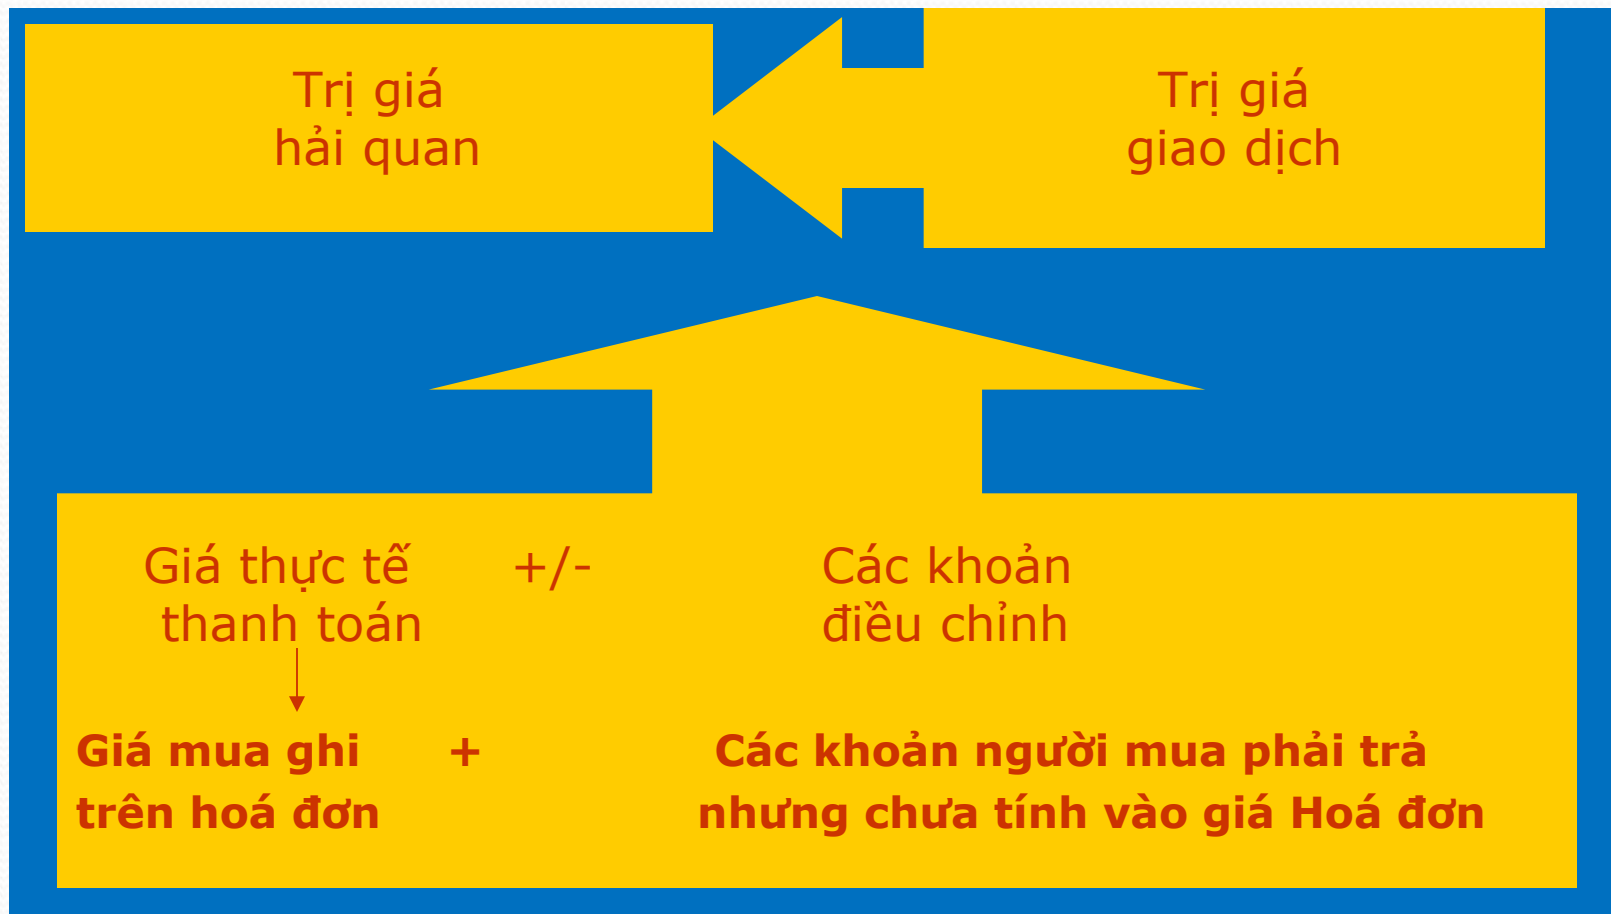 Trị giá
hải quan
Trị giá
giao dịch
Giá thực tế +/- Các khoản
thanh toán điều chỉnh
Giá mua ghi + Các khoản người mua phải trả
trên hoá đơn nhưng chưa tính vào giá Hoá đơn